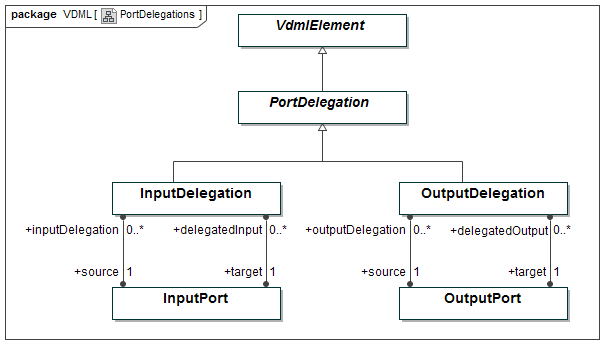 package VDML [ PortDelegations ]
VdmlElement
PortDelegation
InputDelegation OutputDelegation
+inputDelegation 0..* +delegatedInput 0..* +outputDelegation 0..* +delegatedOutput 0..*
+source 1 +target 1 +source 1 +target 1
InputPort OutputPort